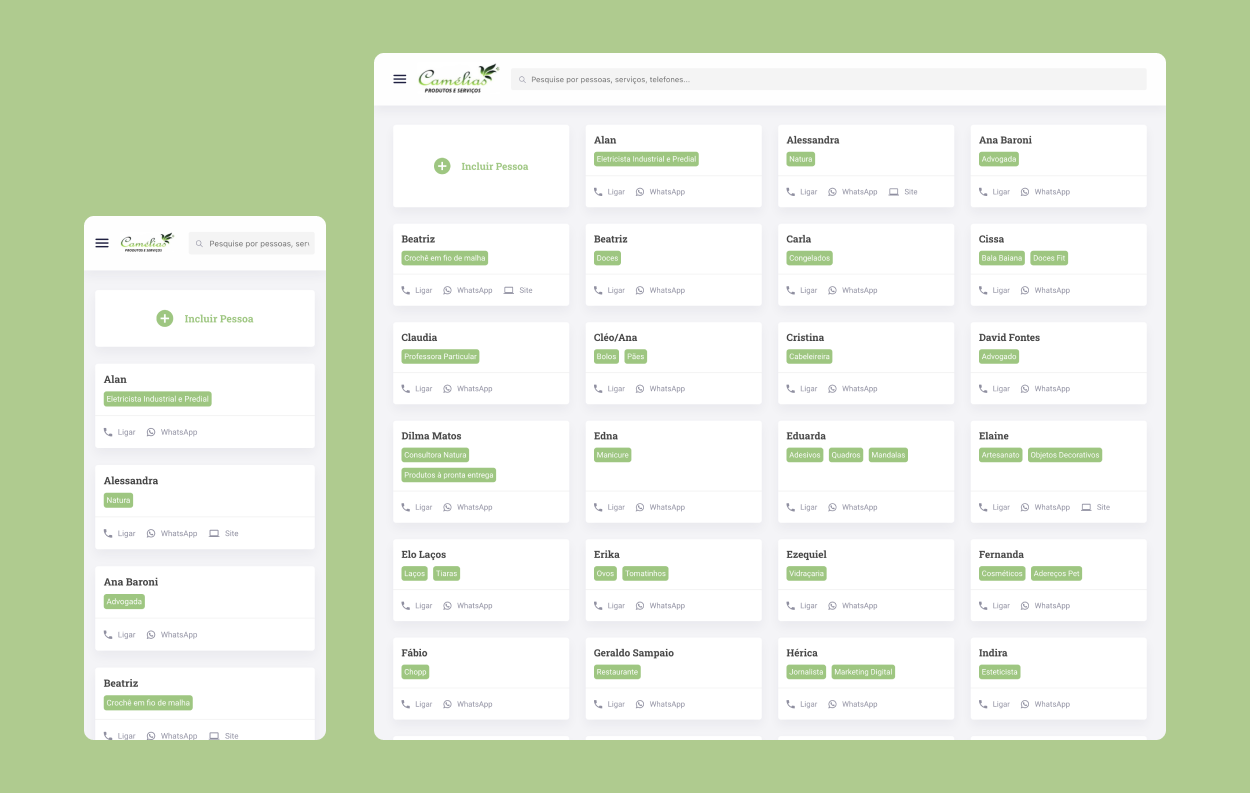 Camélias
PRODUTOS E SERVIÇOS
Pesquise por pessoas, serv
Incluir Pessoa
Alan
Eletricista Industrial e Predial
Ligar WhatsApp
Alessandra
Natura
Ligar WhatsApp Site
Ana Baroni
Advogada
Ligar WhatsApp
Beatriz
Crochê em fio de malha
Ligar WhatsApp Site
Camélias
PRODUTOS E SERVIÇOS
Pesquise por pessoas, serviços, telefones...
Incluir Pessoa
Alan
Eletricista Industrial e Predial
Ligar WhatsApp
Alessandra
Natura
Ligar WhatsApp Site
Ana Baroni
Advogada
Ligar WhatsApp
Beatriz
Crochê em fio de malha
Ligar WhatsApp Site
Beatriz
Doces
Ligar WhatsApp
Carla
Congelados
Ligar WhatsApp
Cissa
Bala Baiana Doces Fit
Ligar WhatsApp
Claudia
Professora Particular
Ligar WhatsApp
Cléo/Ana
Bolos Pães
Ligar WhatsApp
Cristina
Cabeleireira
Ligar WhatsApp
David Fontes
Advogado
Ligar WhatsApp
Dilma Matos
Consultora Natura
Produtos à pronta entrega
Ligar WhatsApp
Edna
Manicure
Ligar WhatsApp
Eduarda
Adesivos Quadros Mandalas
Ligar WhatsApp
Elaine
Artesanato Objetos Decorativos
Ligar WhatsApp Site
Elo Laços
Laços Tiaras
Ligar WhatsApp
Erika
Ovos Tomatinhos
Ligar WhatsApp
Ezequiel
Vidraçaria
Ligar WhatsApp
Fernanda
Cosméticos Adereços Pet
Ligar WhatsApp
Fábio
Chopp
Ligar WhatsApp
Geraldo Sampaio
Restaurante
Ligar WhatsApp
Hérica
Jornalista Marketing Digital
Ligar WhatsApp
Indira
Esteticista
Ligar WhatsApp